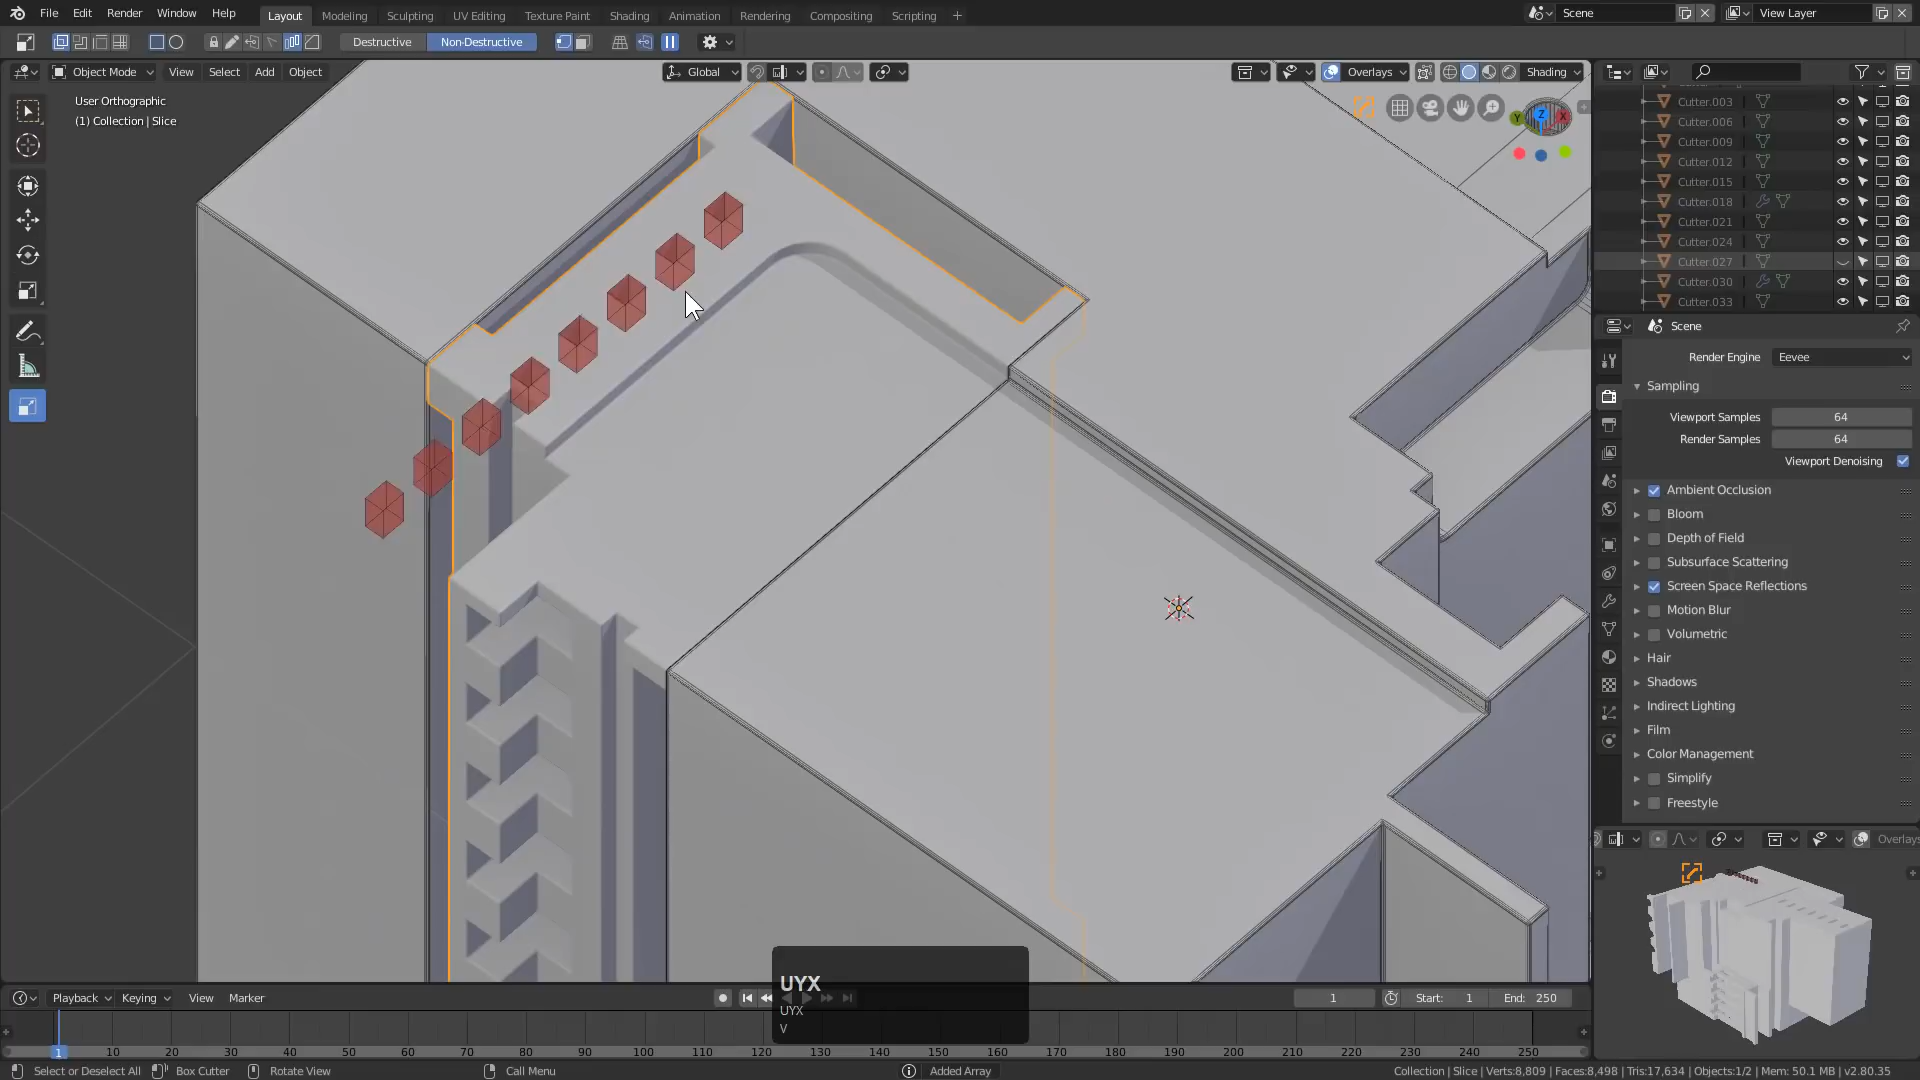 File Edit Render Window Help Layout Modeling Sculpting UV Editing Texture Paint Shading Animation Rendering Compositing Scripting + Scene View Layer
Destructive Non-Destructive
Object Mode View Select Add Object Global Overlays Shading
User Orthographic
(1) Collection | Slice
Y Z X
Cutter.003
Cutter.006
Cutter.009
Cutter.012
Cutter.015
Cutter.018
Cutter.021
Cutter.024
Cutter.027
Cutter.030
Cutter.033
Scene
Render Engine Eevee
Sampling
Viewport Samples 64
Render Samples 64
Viewport Denoising
Ambient Occlusion
Bloom
Depth of Field
Subsurface Scattering
Screen Space Reflections
Motion Blur
Volumetric
Hair
Shadows
Indirect Lighting
Film
Color Management
Simplify
Freestyle
Overlays
UYX
UYX
V
Playback Keying View Marker 1 Start: 1 End: 250
1 10 20 30 40 50 60 70 80 90 100 110 120 130 140 150 160 170 180 190 200 210 220 230 240 250
Select or Deselect All Box Cutter Rotate View Call Menu Added Array Collection | Slice | Verts:8,809 | Faces:8,498 | Tris:17,634 | Objects:1/2 | Mem: 50.1 MB | v2.80.35